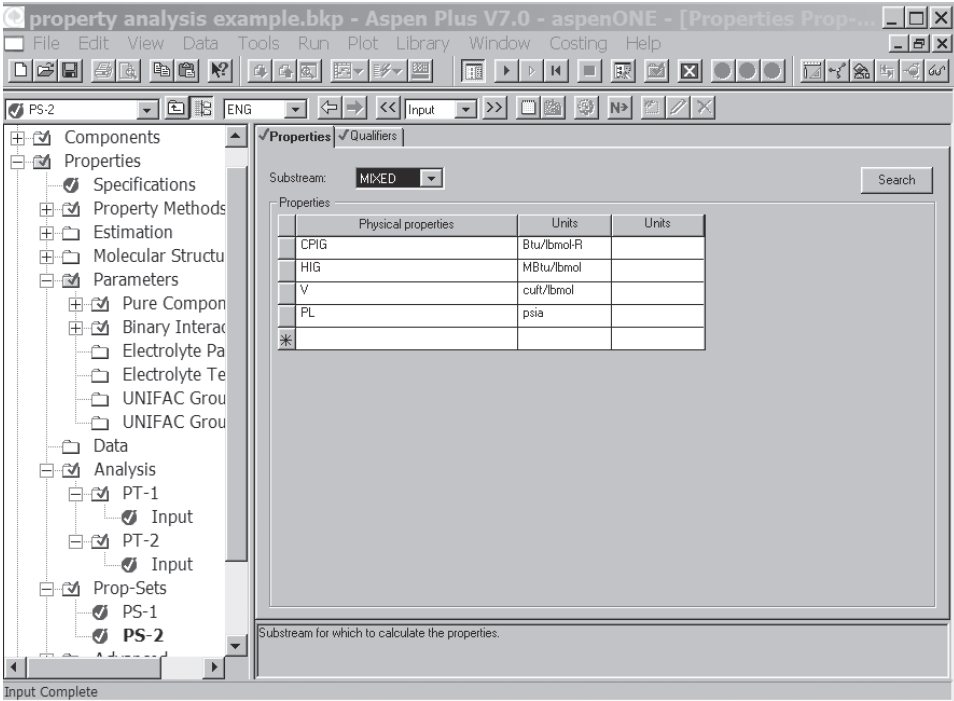 property analysis example.bkp - Aspen Plus V7.0 - aspenONE - [Properties Prop-...
File Edit View Data Tools Run Plot Library Window Costing Help
PS-2 ENG << Input >> N>
Components
Properties
Specifications
Property Methods
Estimation
Molecular Structu
Parameters
Pure Compon
Binary Interac
Electrolyte Pa
Electrolyte Te
UNIFAC Grou
UNIFAC Grou
Data
Analysis
PT-1
Input
PT-2
Input
Prop-Sets
PS-1
PS-2
Properties Qualifiers
Substream: MIXED Search
Properties
Physical properties Units Units
CPIG Btu/lbmol-R
HIG MBtu/lbmol
V cuft/lbmol
PL psia
Substream for which to calculate the properties.
Input Complete